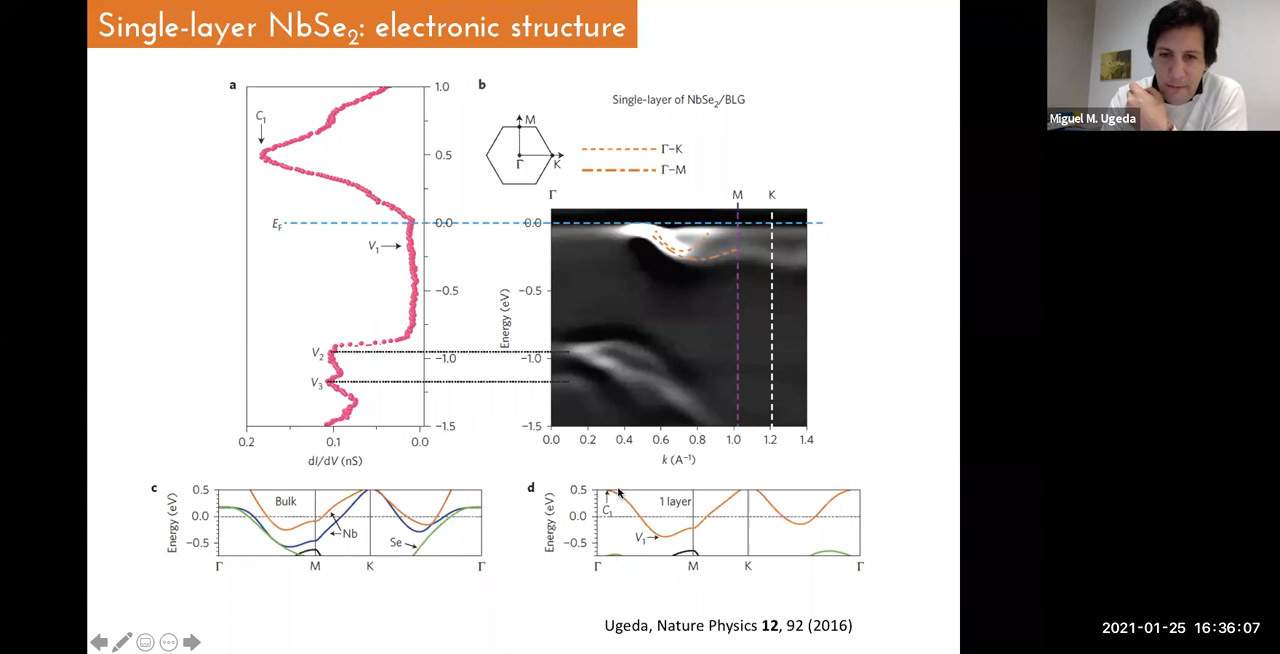 Single-layer NbSe₂: electronic structure
Miguel M. Ugeda
a
1.0
0.5
0.0
−0.5
−1.0
−1.5
C₁
E_F
V₁
V₂
V₃
0.2
0.1
0.0
dI/dV (nS)
b
Single-layer of NbSe₂/BLG
M
Γ
K
Γ–K
Γ–M
Γ
M
K
0.0
−0.5
−1.0
−1.5
Energy (eV)
0.0
0.2
0.4
0.6
0.8
1.0
1.2
1.4
k (A⁻¹)
c
Energy (eV)
0.5
0.0
−0.5
Bulk
Nb
Se
Γ
M
K
Γ
d
Energy (eV)
0.5
0.0
−0.5
1 layer
C₁
V₁
Γ
M
K
Γ
Ugeda, Nature Physics 12, 92 (2016)
2021-01-25 16:36:07